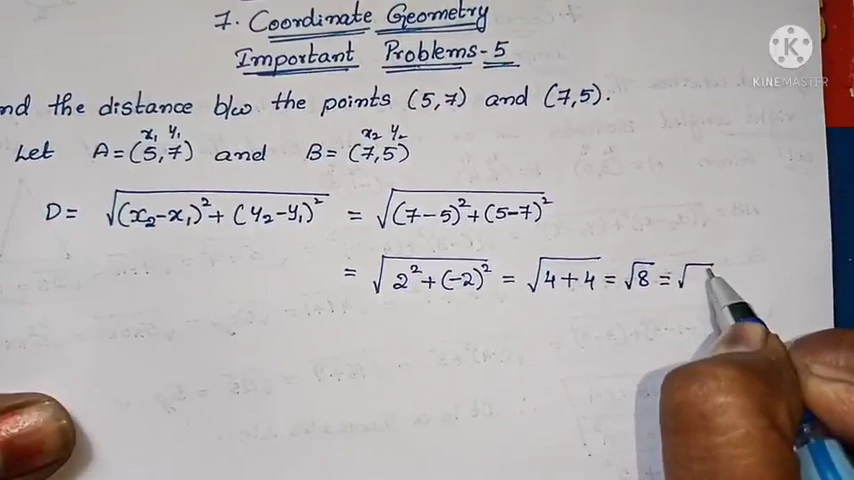 7. Coordinate Geometry
Important Problems-5
KINEMASTER
nd the distance b/w the points (5,7) and (7,5).
x₁ y₁ x₂ y₂
Let A=(5,7) and B=(7,5)
D= √(x₂-x₁)²+(y₂-y₁)² = √(7-5)²+(5-7)²
= √2²+(-2)² = √4+4 = √8 = √